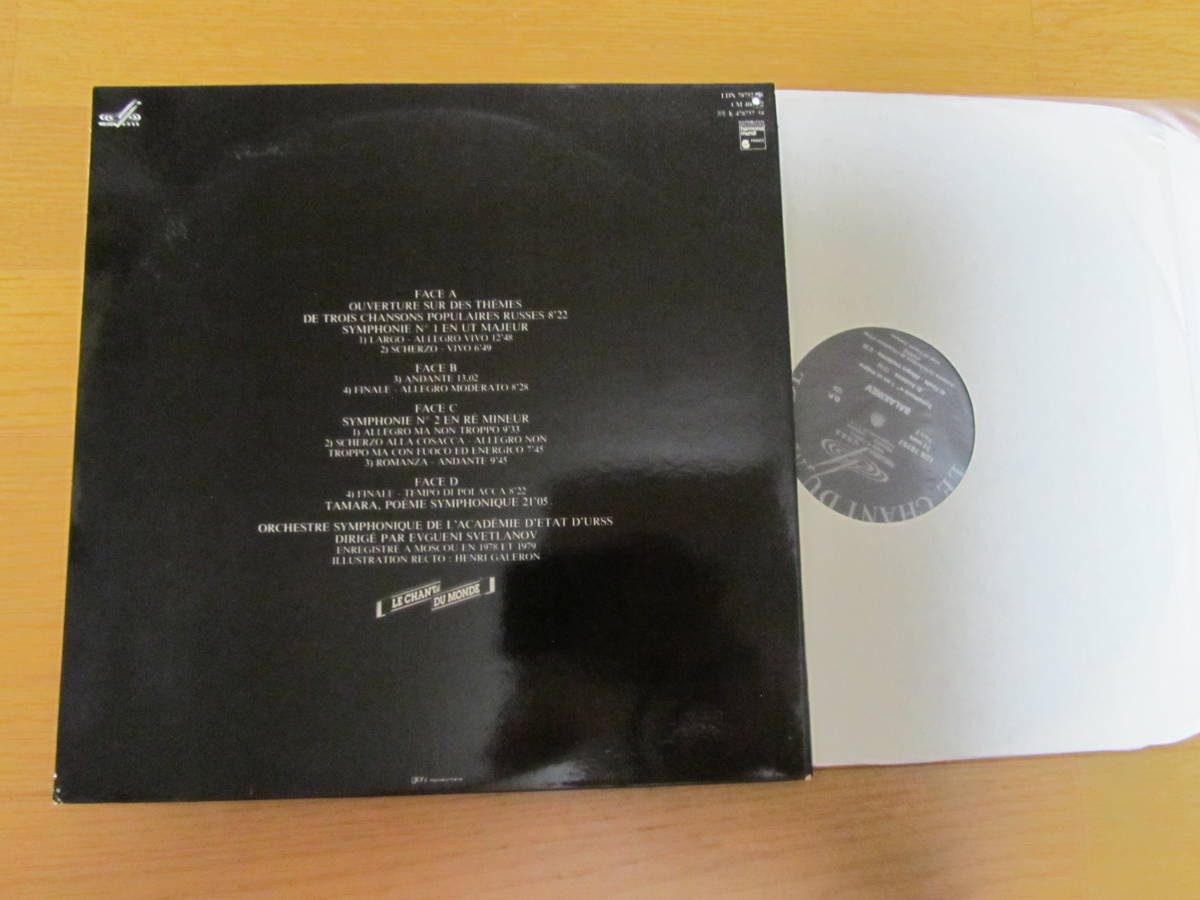 harmonia
mundi
FACE A
OUVERTURE SUR DES THÈMES
DE TROIS CHANSONS POPULAIRES RUSSES 8'22
SYMPHONIE N° 1 EN UT MAJEUR
1) LARGO - ALLEGRO VIVO 12'48
2) SCHERZO - VIVO 6'49
FACE B
3) ANDANTE 13,02
4) FINALE - ALLEGRO MODERATO 8'28
FACE C
SYMPHONIE N° 2 EN RÉ MINEUR
1) ALLEGRO MA NON TROPPO 9'33
2) SCHERZO ALLA COSACCA - ALLEGRO NON
TROPPO MA CON FUOCO ED ENERGICO 7'45
3) ROMANZA - ANDANTE 9'45
FACE D
4) FINALE - TEMPO DI POLACCA 8'22
TAMARA, POÈME SYMPHONIQUE 21'05
ORCHESTRE SYMPHONIQUE DE L'ACADÉMIE D'ETAT D'URSS
DIRIGÉ PAR EVGUENI SVETLANOV
ENREGISTRÉ A MOSCOU EN 1978 ET 1979
ILLUSTRATION RECTO : HENRI GALERON
LE CHANT
DU MONDE
LE CHANT DU
BALAKIREV